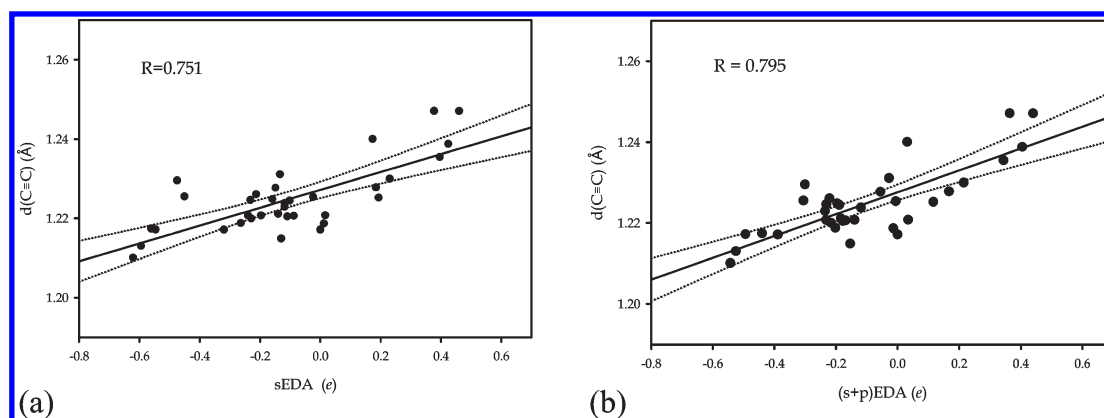 R=0.751
d(C≡C) (Å)
1.26
1.24
1.22
1.20
-0.8 -0.6 -0.4 -0.2 0.0 0.2 0.4 0.6
sEDA (e)
(a)
R = 0.795
d(C≡C) (Å)
1.26
1.24
1.22
1.20
-0.8 -0.6 -0.4 -0.2 0.0 0.2 0.4 0.6
(s+p)EDA (e)
(b)